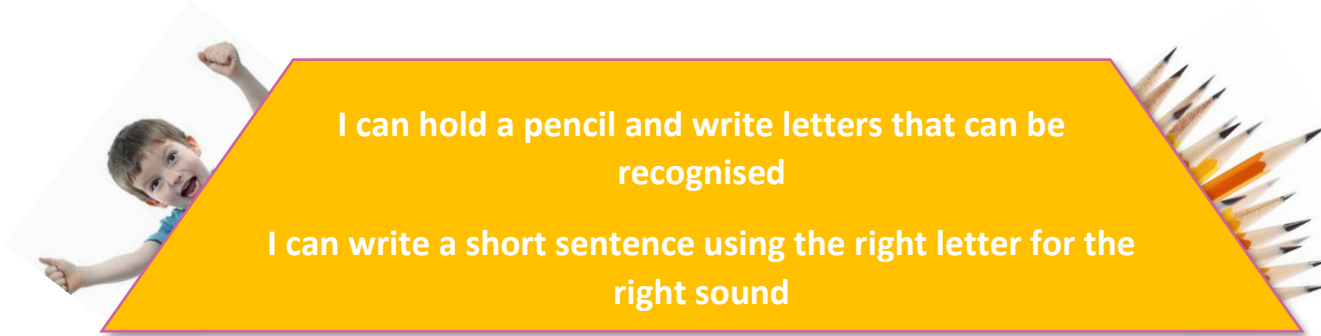 I can hold a pencil and write letters that can be
recognised
I can write a short sentence using the right letter for the
right sound